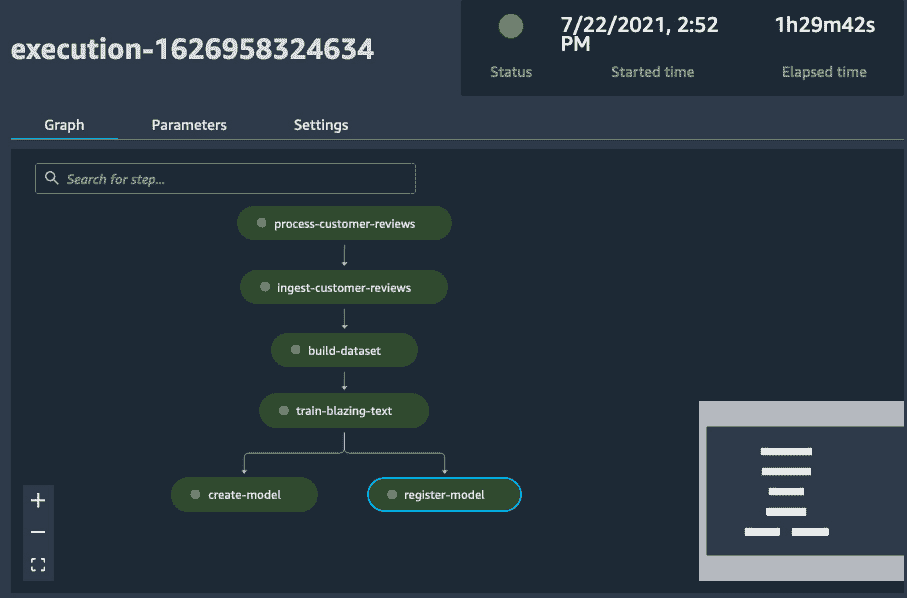 execution-1626958324634
7/22/2021, 2:52
PM
1h29m42s
Status
Started time
Elapsed time
Graph
Parameters
Settings
Search for step...
process-customer-reviews
ingest-customer-reviews
build-dataset
train-blazing-text
create-model
register-model